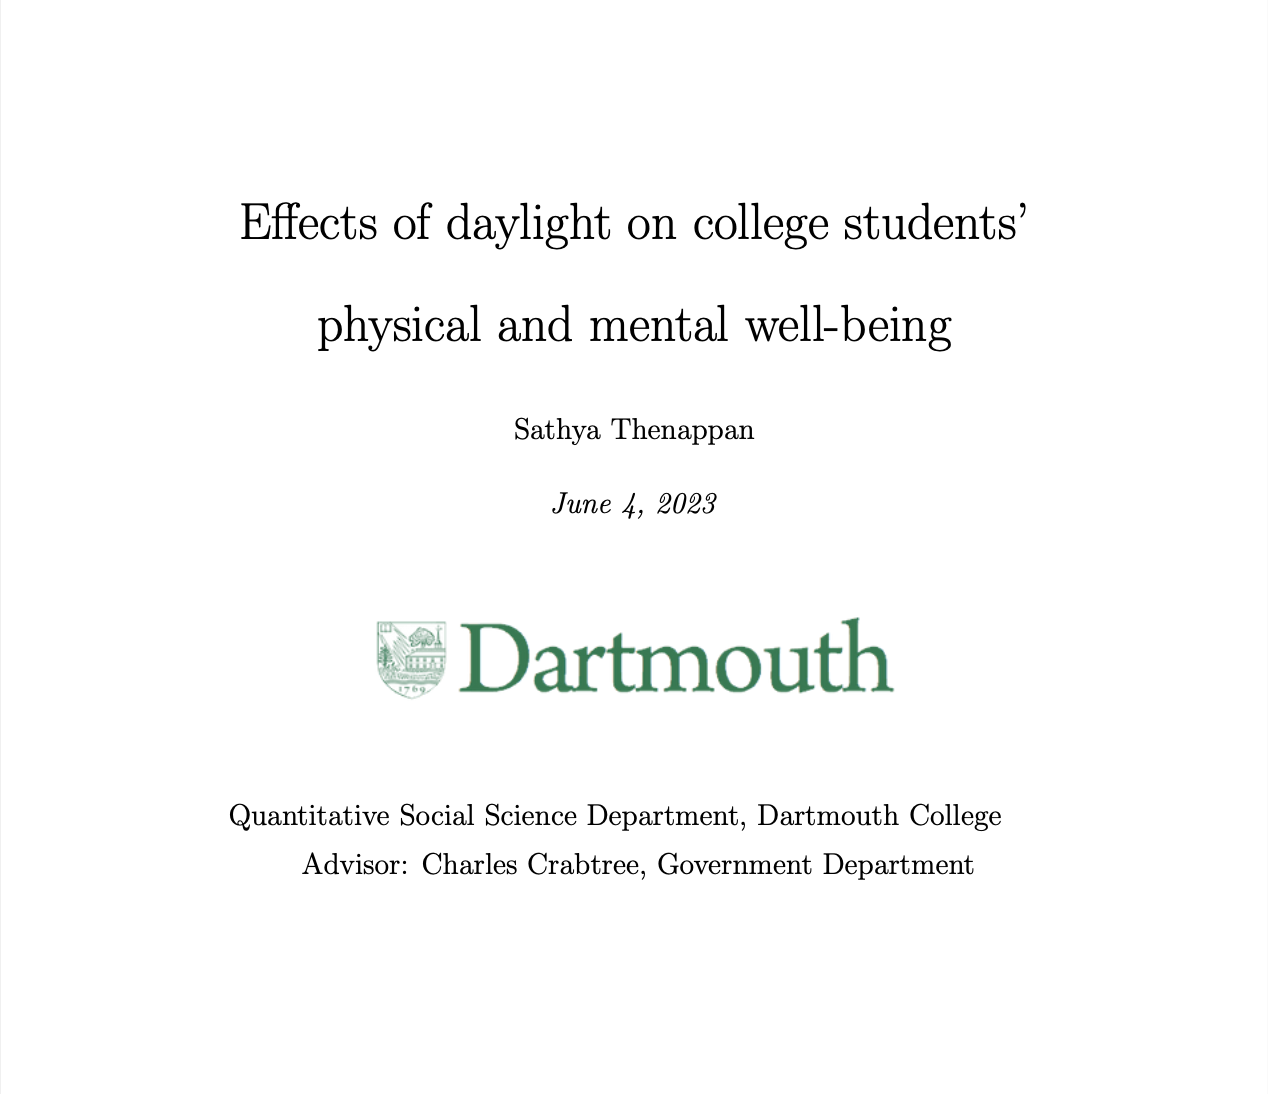 Effects of daylight on college students’
physical and mental well-being
Sathya Thenappan
June 4, 2023
1769
Dartmouth
Quantitative Social Science Department, Dartmouth College
Advisor: Charles Crabtree, Government Department